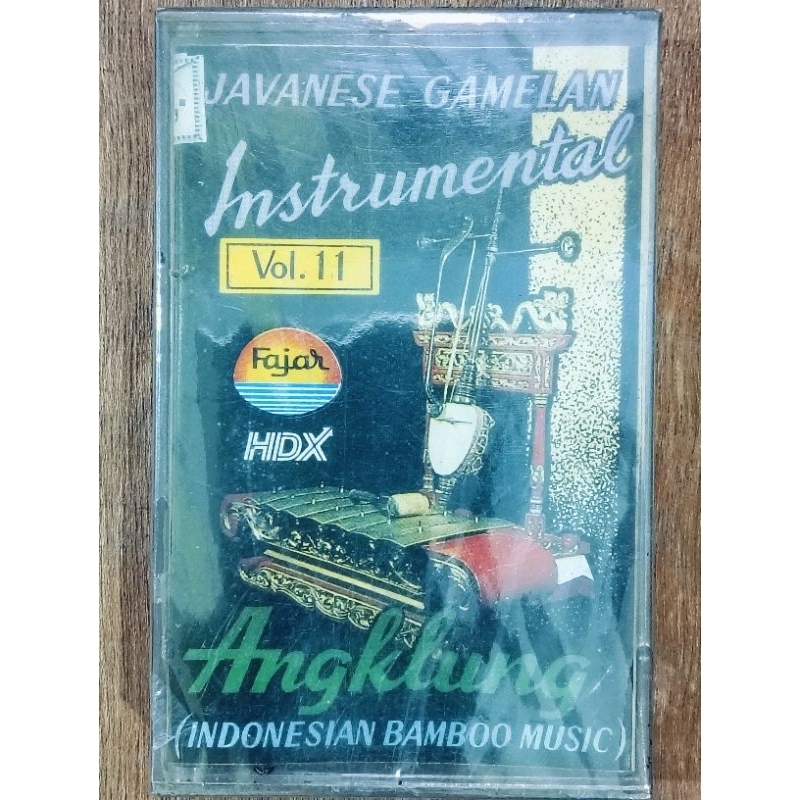 JAVANESE GAMELAN
Instrumental
Vol. 11
Fajar
HDX
Angklung
(INDONESIAN BAMBOO MUSIC)